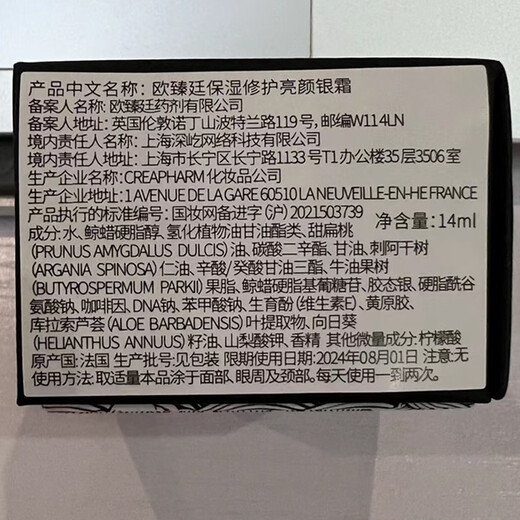 产品中文名称：欧臻廷保湿修护亮颜银霜
备案人名称：欧臻廷药剂有限公司
备案人地址：英国伦敦诺丁山波特兰路119号，邮编W11 4LN
境内责任人名称：上海深屹网络科技有限公司
境内责任人地址：上海市长宁区长宁路1133号T1办公楼35层3506室
生产企业名称：CREAPHARM 化妆品公司
生产企业地址：1 AVENUE DE LA GARE 60510 LA NEUVEILLE-EN-HE FRANCE
产品执行的标准编号：国妆网备进字（沪）2021503739 净含量：14ml
成分：水、鲸蜡硬脂醇、氢化植物油甘油酯类、甜扁桃
(PRUNUS AMYGDALUS DULCIS) 油、碳酸二辛酯、甘油、刺阿干树
(ARGANIA SPINOSA) 仁油、辛酸/癸酸甘油三酯、牛油果树
(BUTYROSPERMUM PARKII) 果脂、鲸蜡硬脂基葡糖苷、胶态银、硬脂酰谷
氨酸钠、咖啡因、DNA钠、苯甲酸钠、生育酚 (维生素E)、黄原胶、
库拉索芦荟 (ALOE BARBADENSIS) 叶提取物、向日葵
(HELIANTHUS ANNUUS) 籽油、山梨酸钾、香精 其他微量成分：柠檬酸
原产国：法国 生产批号：见包装 限期使用日期：2024年08月01日 注意：无
使用方法：取适量本品涂于面部、眼周及颈部。每天使用一到两次。